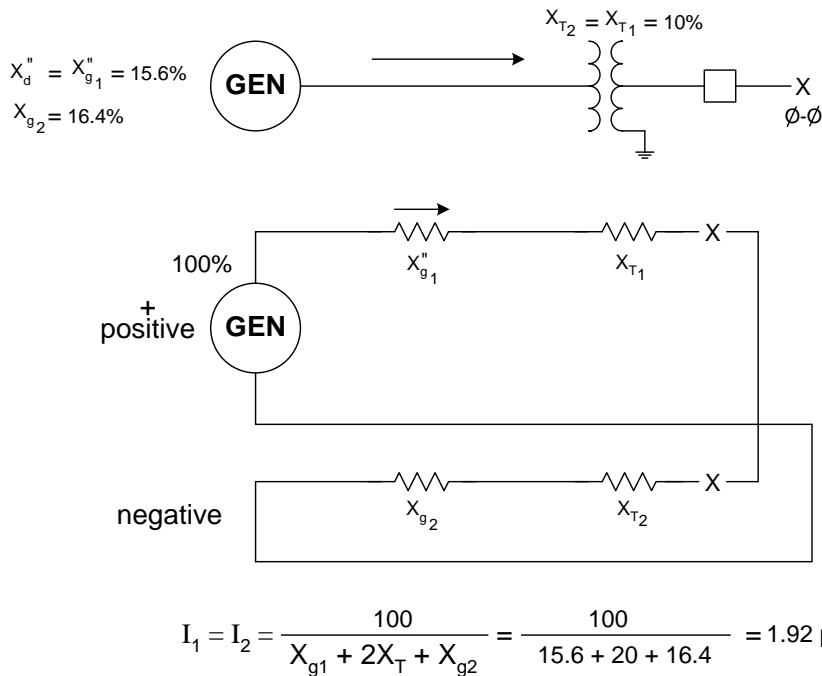 X_T2 = X_T1 = 10%
X"_d = X"_g1 = 15.6%
X_g2 = 16.4%
GEN
X
Ø-Ø
100%
X"_g1
X_T1
X
+
positive
GEN
negative
X_g2
X_T2
X
I_1 = I_2 = 100 / (X_g1 + 2X_T + X_g2) = 100 / (15.6 + 20 + 16.4) = 1.92